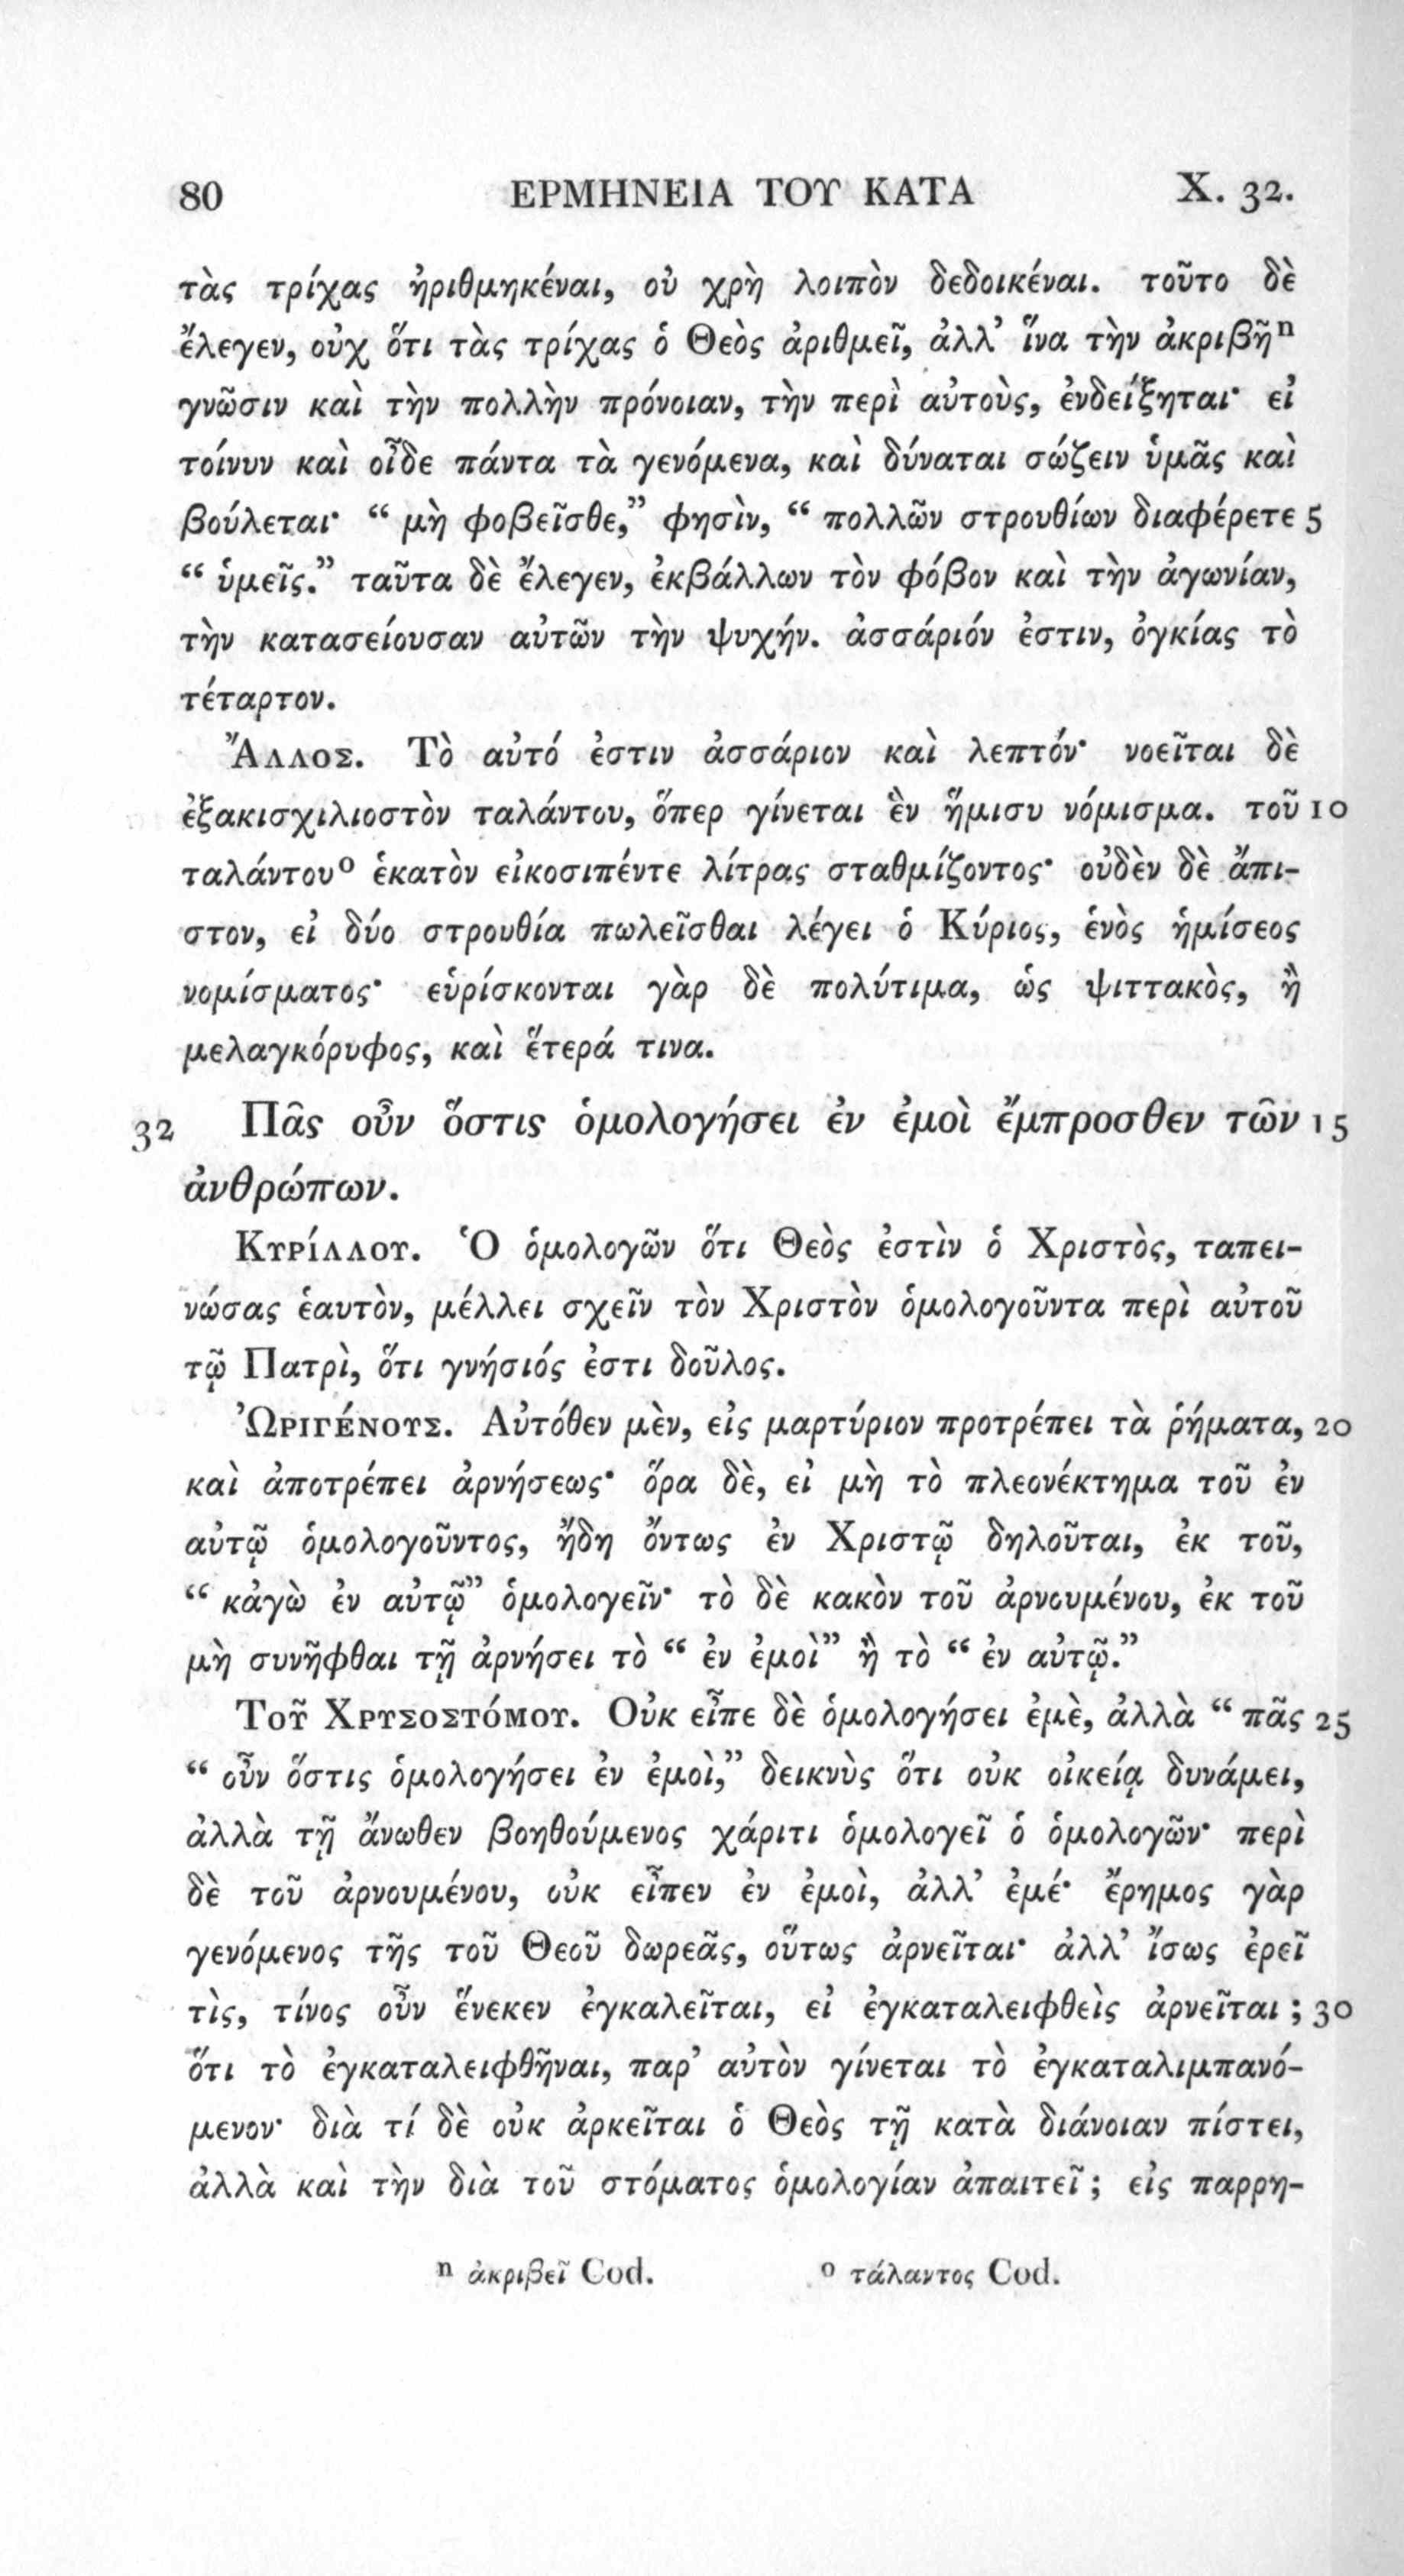 80 ΕΡΜΗΝΕΙΑ ΤΟΥ ΚΑΤΑ Χ. 32.
τὰς τρίχας ἠριθμηκέναι, οὐ χρὴ λοιπὸν δεδοικέναι. τοῦτο δὲ
ἔλεγεν, οὐχ ὅτι τὰς τρίχας ὁ Θεὸς ἀριθμεῖ, ἀλλ’ ἵνα τὴν ἀκριβῆⁿ
γνῶσιν καὶ τὴν πολλὴν πρόνοιαν, τὴν περὶ αὐτοὺς, ἐνδείξηται· εἰ
τοίνυν καὶ οἶδε πάντα τὰ γενόμενα, καὶ δύναται σώζειν ὑμᾶς καὶ
βούλεται· “ μὴ φοβεῖσθε,” φησὶν, “ πολλῶν στρουθίων διαφέρετε 5
“ ὑμεῖς.” ταῦτα δὲ ἔλεγεν, ἐκβάλλων τὸν φόβον καὶ τὴν ἀγωνίαν,
τὴν κατασείουσαν αὐτῶν τὴν ψυχήν. ἀσσάριόν ἐστιν, ὀγκίας τὸ
τέταρτον.
Ἄλλος. Τὸ αὐτό ἐστιν ἀσσάριον καὶ λεπτόν· νοεῖται δὲ
ἑξακισχιλιοστὸν ταλάντου, ὅπερ γίνεται ἓν ἥμισυ νόμισμα. τοῦ 10
ταλάντουᵒ ἑκατὸν εἰκοσιπέντε λίτρας σταθμίζοντος· οὐδὲν δὲ ἄπι-
στον, εἰ δύο στρουθία πωλεῖσθαι λέγει ὁ Κύριος, ἑνὸς ἡμίσεος
νομίσματος· εὑρίσκονται γὰρ δὲ πολύτιμα, ὡς ψιττακὸς, ἢ
μελαγκόρυφος, καὶ ἕτερά τινα.
32 Πᾶς οὖν ὅστις ὁμολογήσει ἐν ἐμοὶ ἔμπροσθεν τῶν 15
ἀνθρώπων.
Κυρίλλου. Ὁ ὁμολογῶν ὅτι Θεὸς ἐστὶν ὁ Χριστὸς, ταπει-
νώσας ἑαυτὸν, μέλλει σχεῖν τὸν Χριστὸν ὁμολογοῦντα περὶ αὐτοῦ
τῷ Πατρὶ, ὅτι γνήσιός ἐστι δοῦλος.
Ὠριγένους. Αὐτόθεν μὲν, εἰς μαρτύριον προτρέπει τὰ ῥήματα, 20
καὶ ἀποτρέπει ἀρνήσεως· ὅρα δὲ, εἰ μὴ τὸ πλεονέκτημα τοῦ ἐν
αὐτῷ ὁμολογοῦντος, ἤδη ὄντως ἐν Χριστῷ δηλοῦται, ἐκ τοῦ,
“ κἀγὼ ἐν αὐτῷ” ὁμολογεῖν· τὸ δὲ κακὸν τοῦ ἀρνουμένου, ἐκ τοῦ
μὴ συνῆφθαι τῇ ἀρνήσει τὸ “ ἐν ἐμοὶ” ἢ τὸ “ ἐν αὐτῷ.”
Τοῦ Χρυσοστόμου. Οὐκ εἶπε δὲ ὁμολογήσει ἐμὲ, ἀλλὰ “ πᾶς 25
“ οὖν ὅστις ὁμολογήσει ἐν ἐμοὶ,” δεικνὺς ὅτι οὐκ οἰκείᾳ δυνάμει,
ἀλλὰ τῇ ἄνωθεν βοηθούμενος χάριτι ὁμολογεῖ ὁ ὁμολογῶν· περὶ
δὲ τοῦ ἀρνουμένου, οὐκ εἶπεν ἐν ἐμοὶ, ἀλλ’ ἐμέ· ἔρημος γὰρ
γενόμενος τῆς τοῦ Θεοῦ δωρεᾶς, οὕτως ἀρνεῖται· ἀλλ’ ἴσως ἐρεῖ
τὶς, τίνος οὖν ἕνεκεν ἐγκαλεῖται, εἰ ἐγκαταλειφθεὶς ἀρνεῖται ; 30
ὅτι τὸ ἐγκαταλειφθῆναι, παρ’ αὐτὸν γίνεται τὸ ἐγκαταλιμπανό-
μενον· διὰ τί δὲ οὐκ ἀρκεῖται ὁ Θεὸς τῇ κατὰ διάνοιαν πίστει,
ἀλλὰ καὶ τὴν διὰ τοῦ στόματος ὁμολογίαν ἀπαιτεῖ ; εἰς παρρη-
ⁿ ἀκριβεῖ Cod. ᵒ τάλαντος Cod.